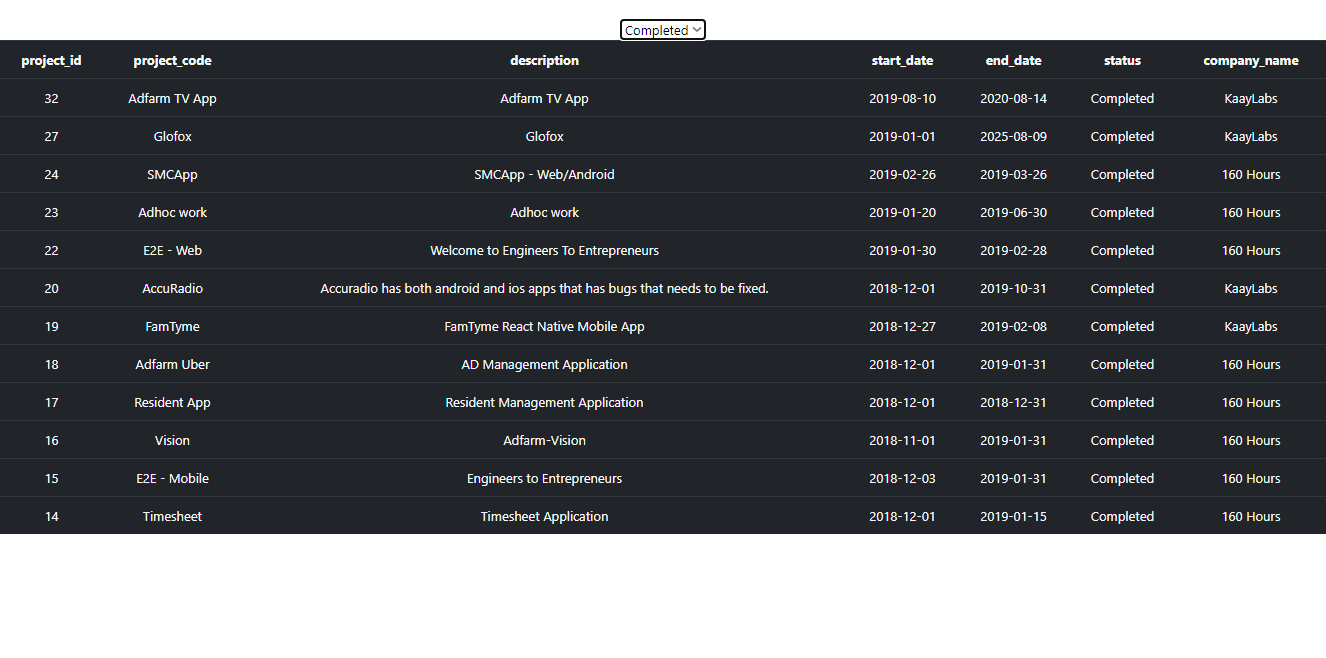 Completed
project_id project_code description start_date end_date status company_name
32 Adfarm TV App Adfarm TV App 2019-08-10 2020-08-14 Completed KaayLabs
27 Glofox Glofox 2019-01-01 2025-08-09 Completed KaayLabs
24 SMCApp SMCApp - Web/Android 2019-02-26 2019-03-26 Completed 160 Hours
23 Adhoc work Adhoc work 2019-01-20 2019-06-30 Completed 160 Hours
22 E2E - Web Welcome to Engineers To Entrepreneurs 2019-01-30 2019-02-28 Completed 160 Hours
20 AccuRadio Accuradio has both android and ios apps that has bugs that needs to be fixed. 2018-12-01 2019-10-31 Completed KaayLabs
19 FamTyme FamTyme React Native Mobile App 2018-12-27 2019-02-08 Completed KaayLabs
18 Adfarm Uber AD Management Application 2018-12-01 2019-01-31 Completed 160 Hours
17 Resident App Resident Management Application 2018-12-01 2018-12-31 Completed 160 Hours
16 Vision Adfarm-Vision 2018-11-01 2019-01-31 Completed 160 Hours
15 E2E - Mobile Engineers to Entrepreneurs 2018-12-03 2019-01-31 Completed 160 Hours
14 Timesheet Timesheet Application 2018-12-01 2019-01-15 Completed 160 Hours